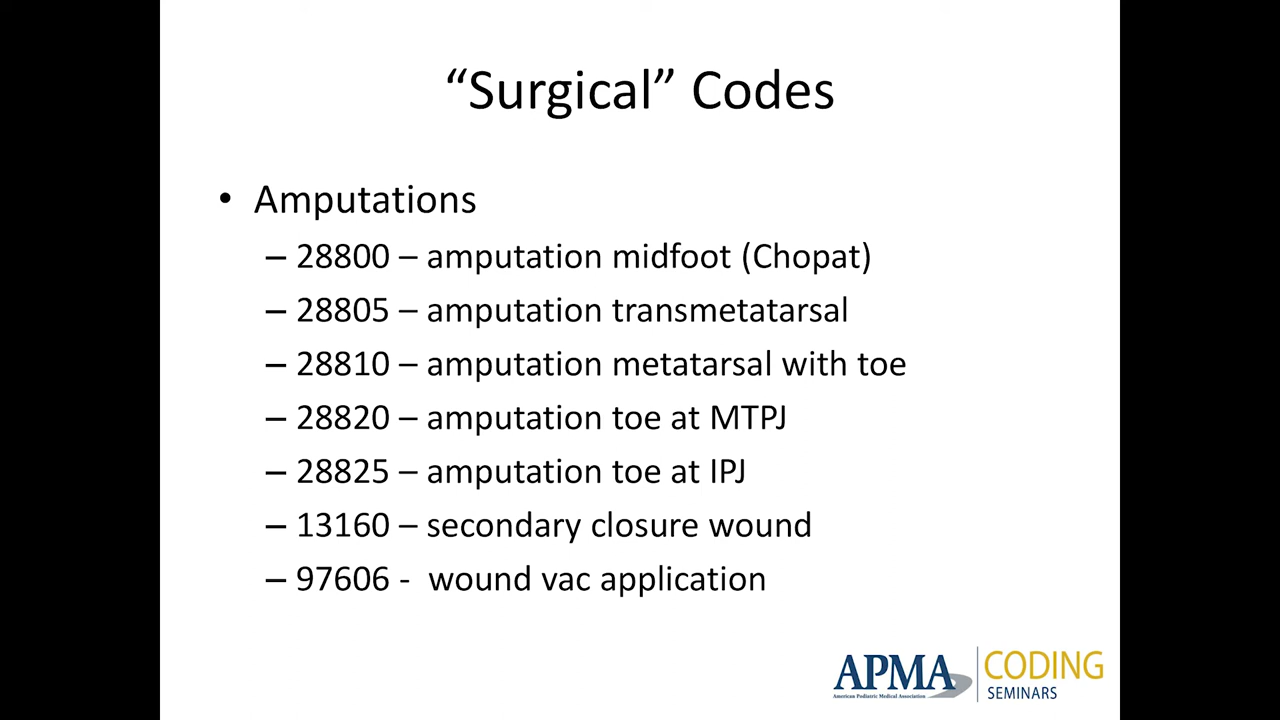 “Surgical” Codes
• Amputations
– 28800 – amputation midfoot (Chopat)
– 28805 – amputation transmetatarsal
– 28810 – amputation metatarsal with toe
– 28820 – amputation toe at MTPJ
– 28825 – amputation toe at IPJ
– 13160 – secondary closure wound
– 97606 - wound vac application
APMA
American Podiatric Medical Association
CODING
SEMINARS